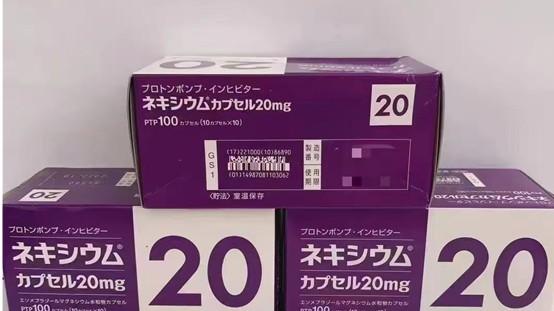 20
プロトンポンプ・インヒビター
ネキシウムカプセル20mg
PTP 100 カプセル (10カプセル×10)
20
GS1
(17)221000(10)86890
(01)14987081103062
製造番号
使用期限
〈貯法〉室温保存
20
プロトンポンプ・インヒビター
ネキシウム®
カプセル20mg
エソメプラゾールマグネシウム水和物カプセル
PTP 100
20
20
プロトンポンプ・インヒビター
ネキシウム®
カプセル20mg
エソメプラゾールマグネシウム水和物カプセル
PTP 100
20